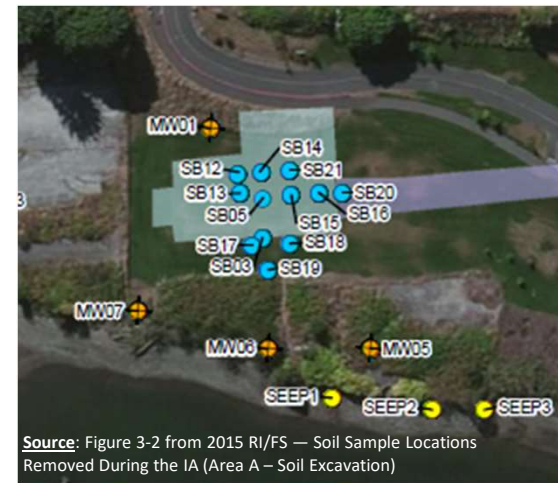 MW01
SB14
SB12
SB21
SB13
SB20
SB05
SB16
SB15
SB17
SB18
SB03
SB19
MW07
MW06
MW05
SEEP1
SEEP2
SEEP3
Source: Figure 3-2 from 2015 RI/FS — Soil Sample Locations
Removed During the IA (Area A – Soil Excavation)